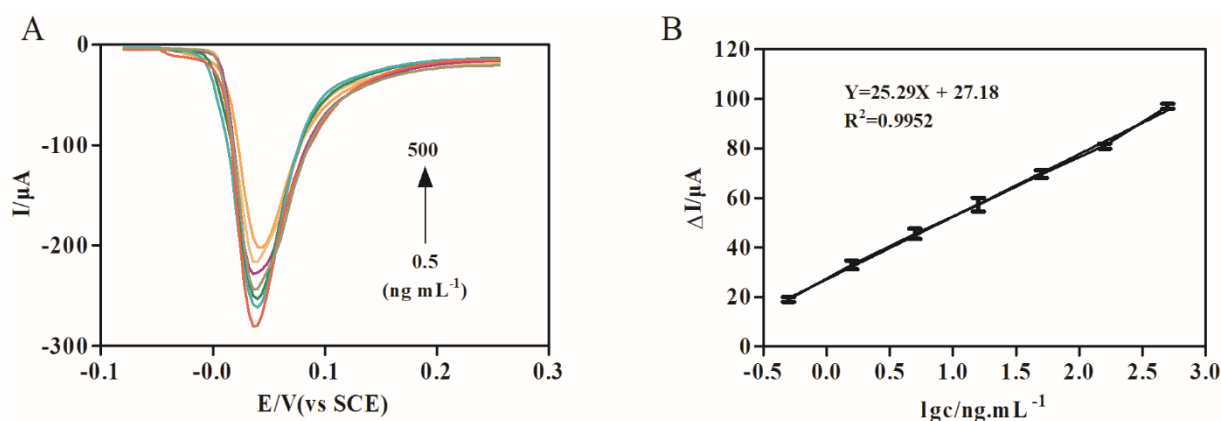 A
0
-100
-200
-300
I/μA
500
0.5
(ng mL⁻¹)
-0.1
-0.0
0.1
0.2
0.3
E/V(vs SCE)
B
120
100
80
60
40
20
0
ΔI/μA
Y=25.29X + 27.18
R²=0.9952
-0.5
0.0
0.5
1.0
1.5
2.0
2.5
3.0
lgc/ng.mL⁻¹